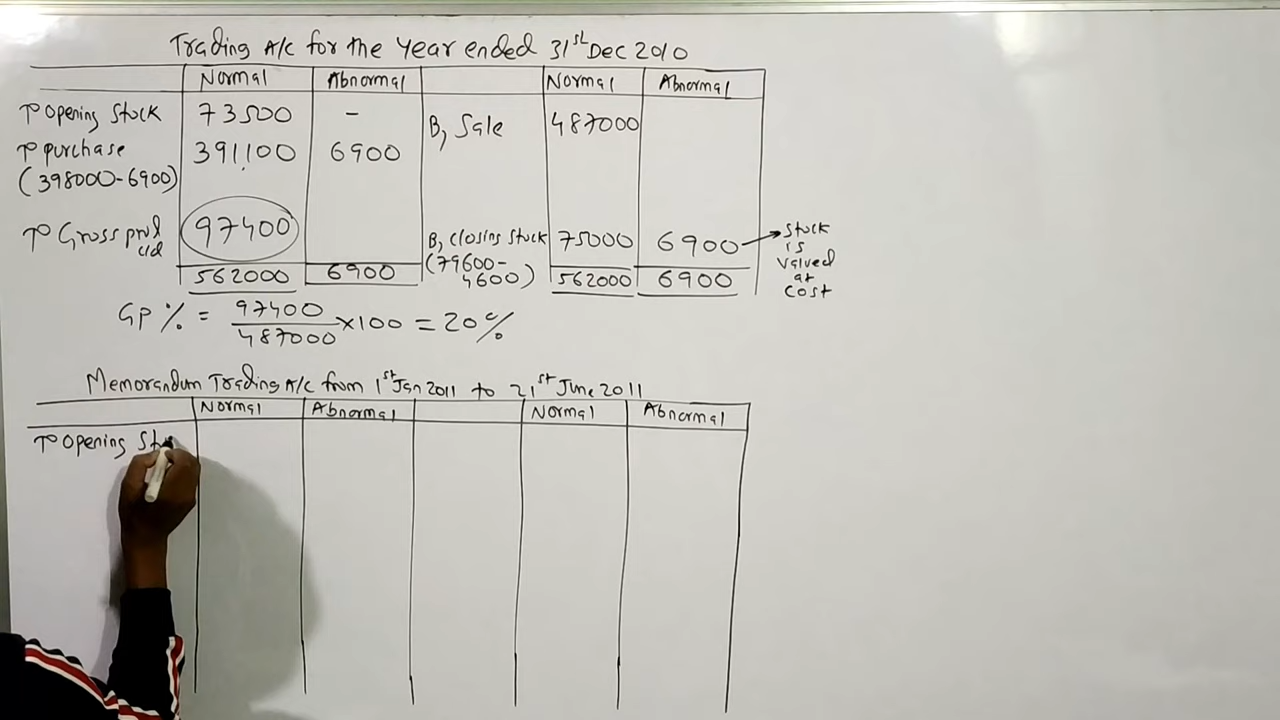 Trading A/C for the Year ended 31st Dec 2010
Normal Abnormal Normal Abnormal
To Opening Stock 73500 - By Sale 487000
To purchase 391100 6900
(398000-6900)
To Gross profit c/d 97400 By closing stock 75000 6900
(79600-4600)
562000 6900 562000 6900
stock
is
valued
at
cost
GP % = 97400/487000 ×100 = 20%
Memorandum Trading A/C from 1st Jan 2011 to 21st June 2011
Normal Abnormal Normal Abnormal
To Opening